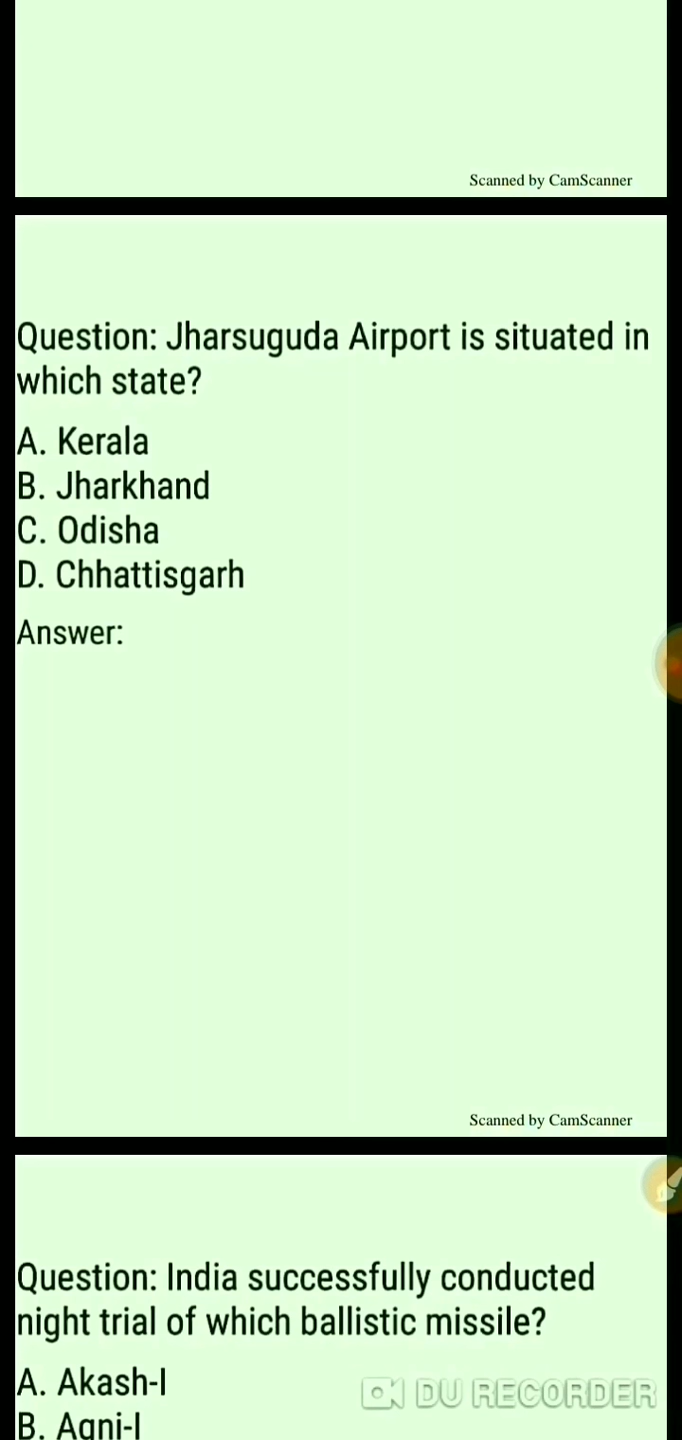 Scanned by CamScanner
Question: Jharsuguda Airport is situated in
which state?
A. Kerala
B. Jharkhand
C. Odisha
D. Chhattisgarh
Answer:
Scanned by CamScanner
Question: India successfully conducted
night trial of which ballistic missile?
A. Akash-I
DU RECORDER
B. Agni-I